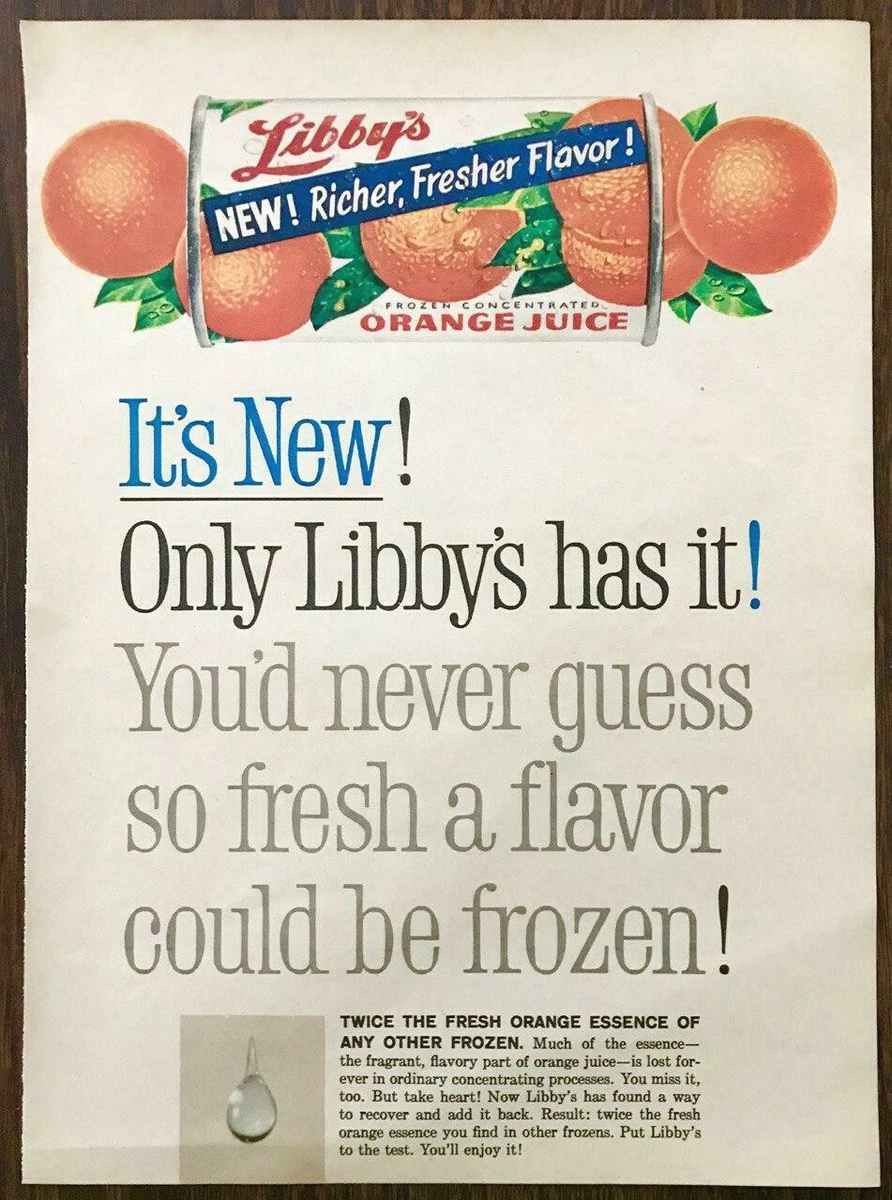 Libby's
NEW! Richer, Fresher Flavor!
FROZEN CONCENTRATED
ORANGE JUICE
It's New!
Only Libby's has it!
You'd never guess
so fresh a flavor
could be frozen!
TWICE THE FRESH ORANGE ESSENCE OF
ANY OTHER FROZEN. Much of the essence—
the fragrant, flavory part of orange juice—is lost for-
ever in ordinary concentrating processes. You miss it,
too. But take heart! Now Libby's has found a way
to recover and add it back. Result: twice the fresh
orange essence you find in other frozens. Put Libby's
to the test. You'll enjoy it!